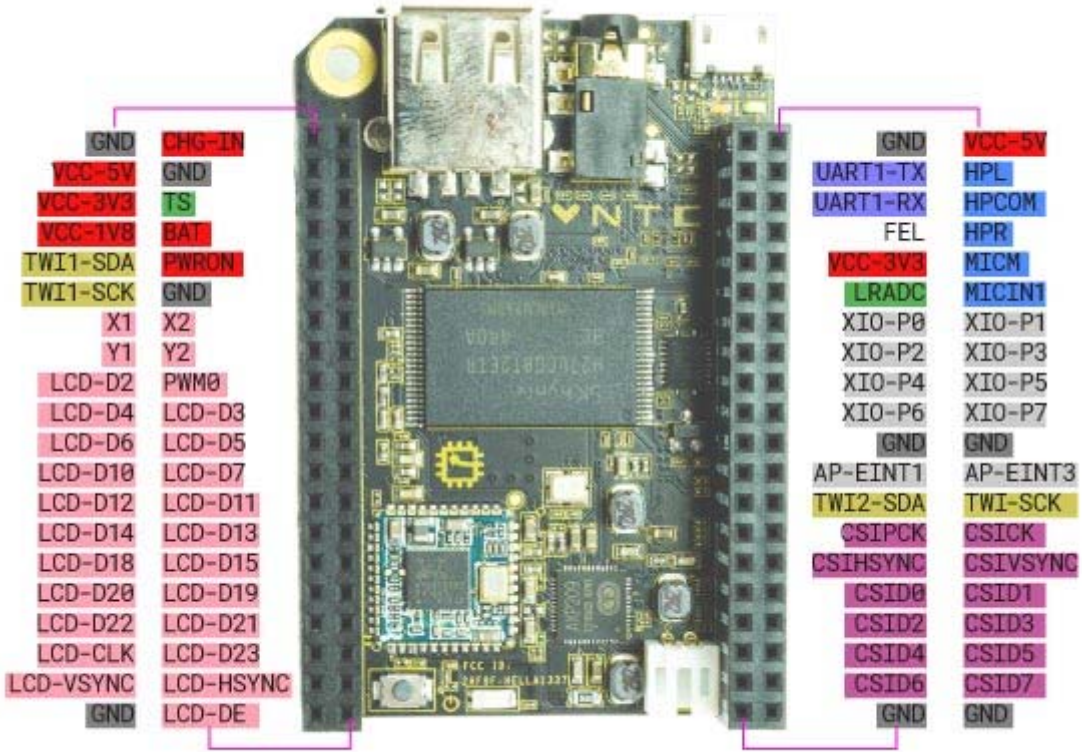 GND CHG-IN
VCC-5V GND
VCC-3V3 TS
VCC-1V8 BAT
TWI1-SDA PWRON
TWI1-SCK GND
X1 X2
Y1 Y2
LCD-D2 PWM0
LCD-D4 LCD-D3
LCD-D6 LCD-D5
LCD-D10 LCD-D7
LCD-D12 LCD-D11
LCD-D14 LCD-D13
LCD-D18 LCD-D15
LCD-D20 LCD-D19
LCD-D22 LCD-D21
LCD-CLK LCD-D23
LCD-VSYNC LCD-HSYNC
GND LCD-DE
SKhynix
AXP209
FCC ID:
2AF9F-HELLA1337
GND VCC-5V
UART1-TX HPL
UART1-RX HPCOM
FEL HPR
VCC-3V3 MICM
LRADC MICIN1
XIO-P0 XIO-P1
XIO-P2 XIO-P3
XIO-P4 XIO-P5
XIO-P6 XIO-P7
GND GND
AP-EINT1 AP-EINT3
TWI2-SDA TWI-SCK
CSIPCK CSICK
CSIHSYNC CSIVSYNC
CSID0 CSID1
CSID2 CSID3
CSID4 CSID5
CSID6 CSID7
GND GND